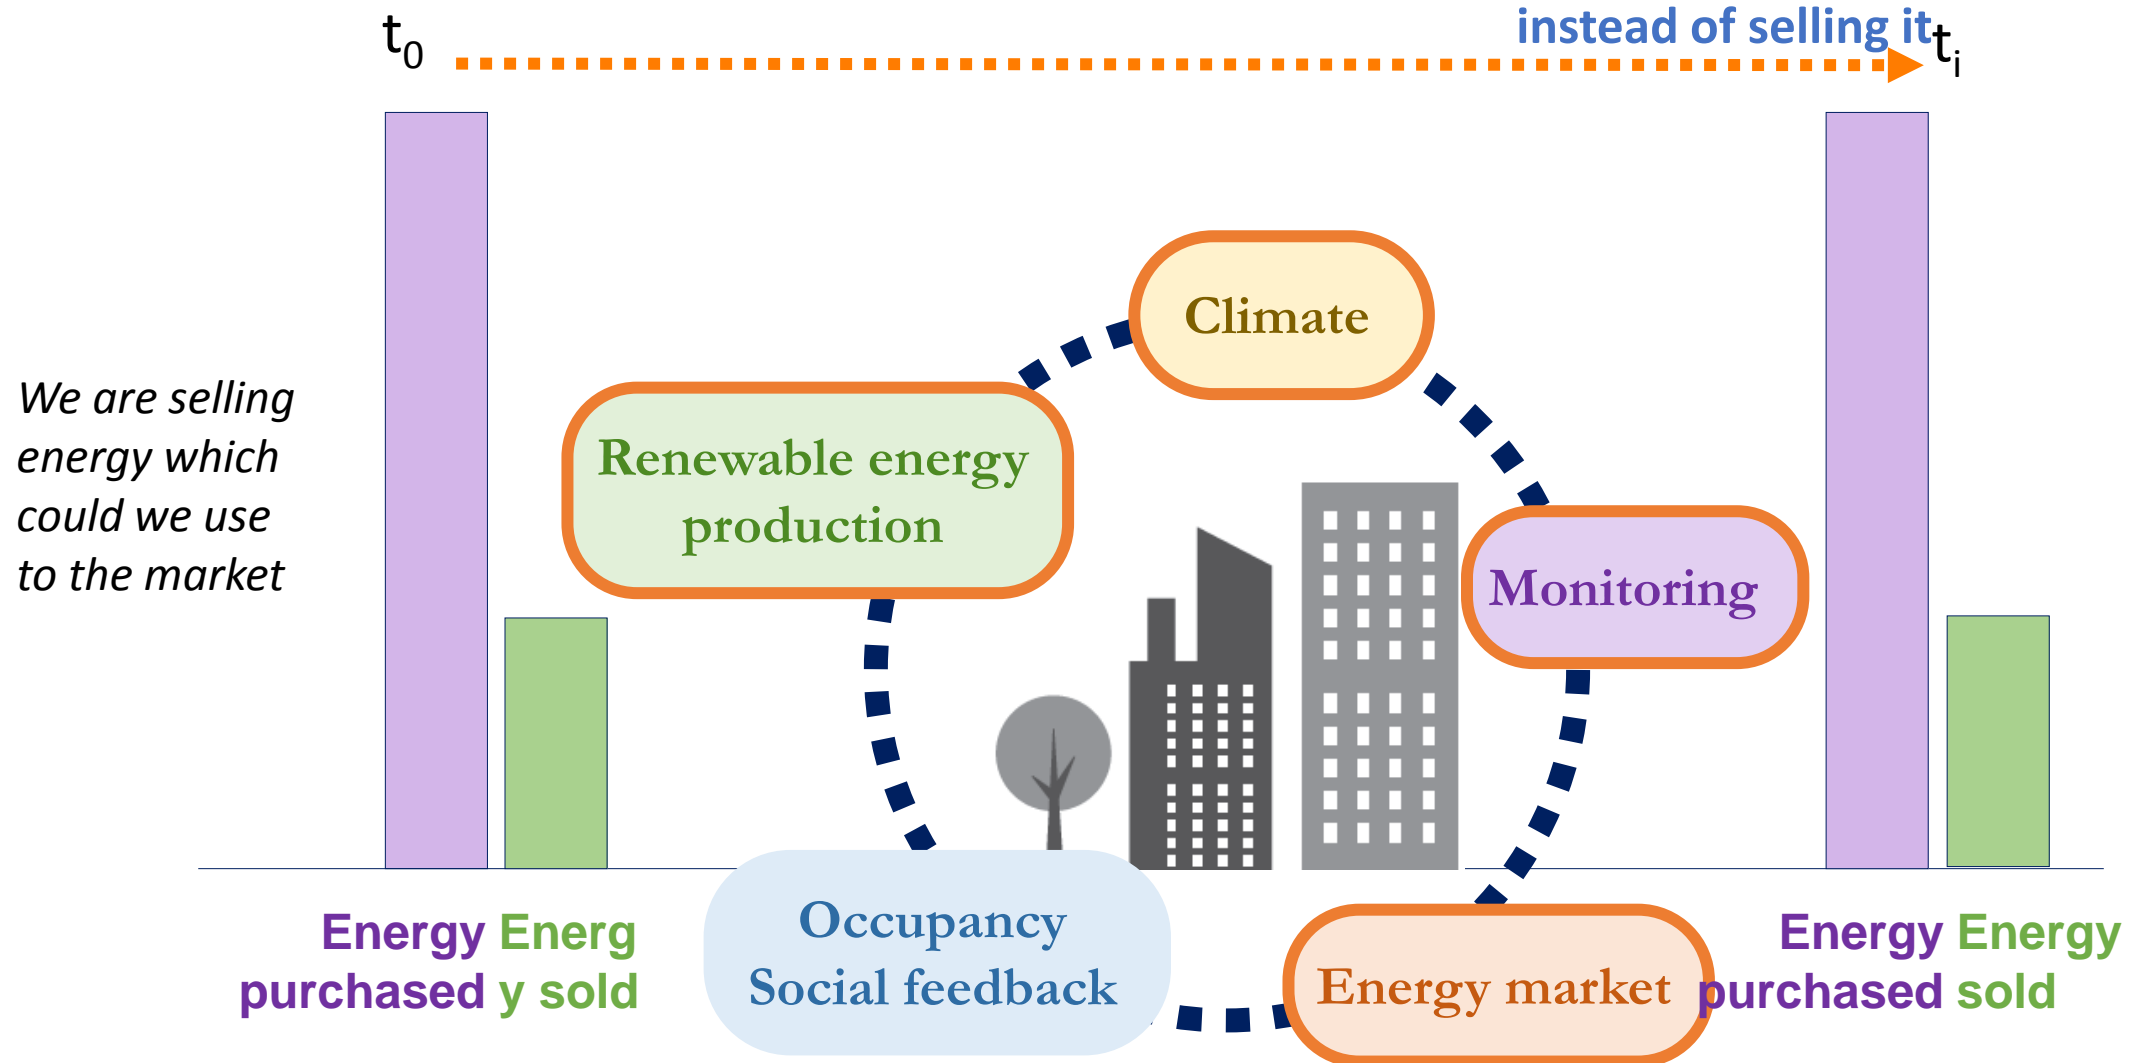 instead of selling it
t0
ti
Climate
We are selling
energy which
could we use
to the market
Renewable energy
production
Monitoring
Occupancy
Social feedback
Energy market
Energy
purchased
Energ
y sold
Energy
purchased
Energy
sold